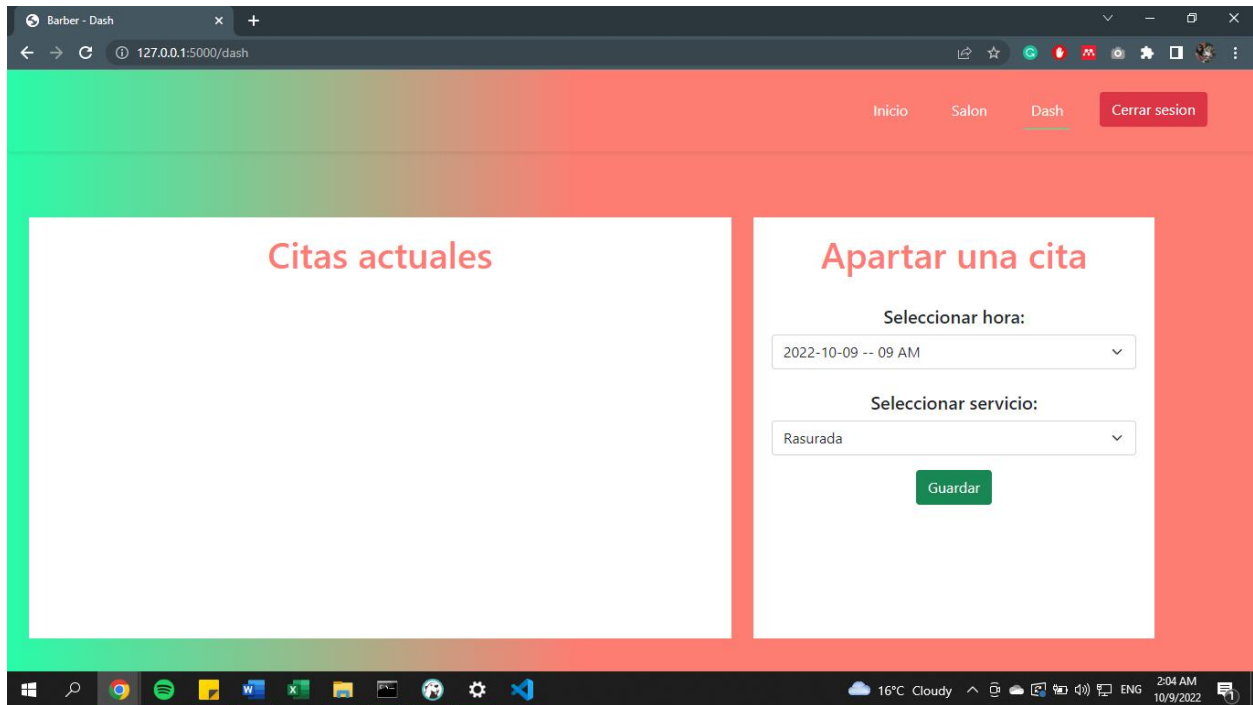 Barber - Dash
127.0.0.1:5000/dash
Inicio Salon Dash Cerrar sesion
Citas actuales
Apartar una cita
Seleccionar hora:
2022-10-09 -- 09 AM
Seleccionar servicio:
Rasurada
Guardar
16°C Cloudy ENG 2:04 AM
10/9/2022